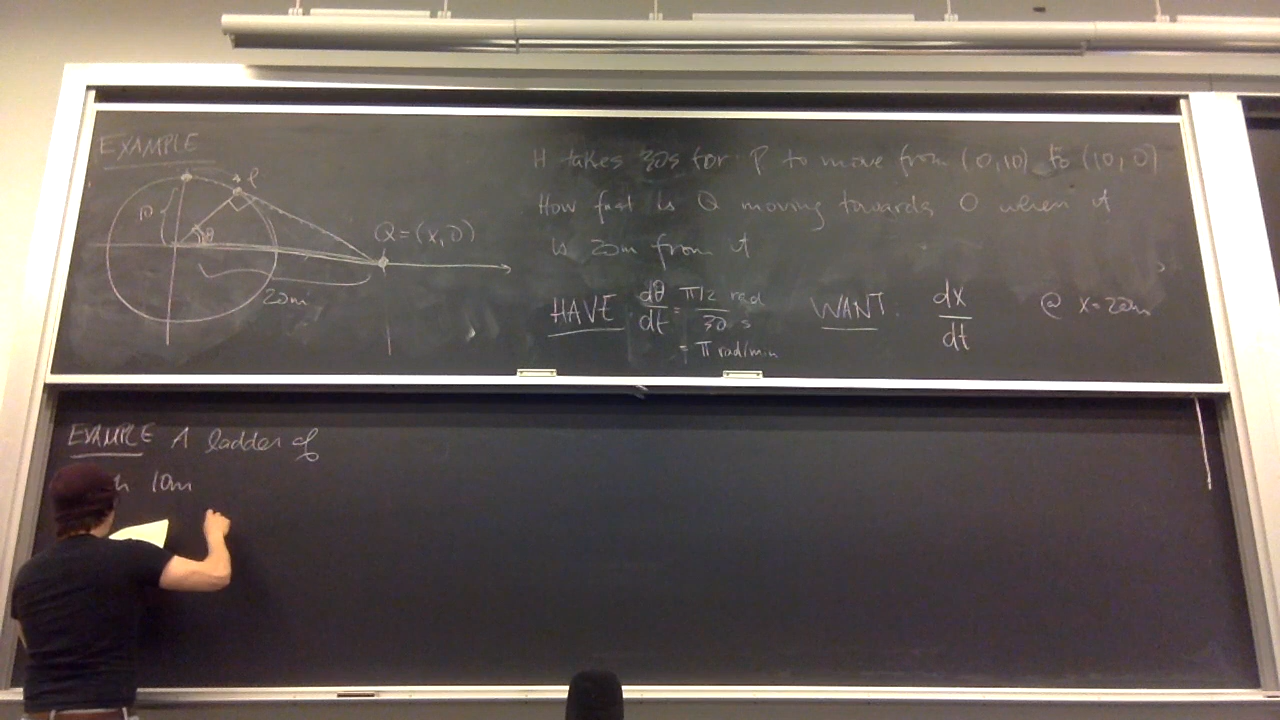 EXAMPLE
P
10
θ
Q = (x, 0)
20m
It takes 30s for P to move from (0,10) to (10,0)
How fast is Q moving towards O when it
is 20m from it
HAVE dθ/dt = π/2 rad / 30 s
= π rad/min
WANT: dx/dt @ x=20m
EXAMPLE A ladder of
10m